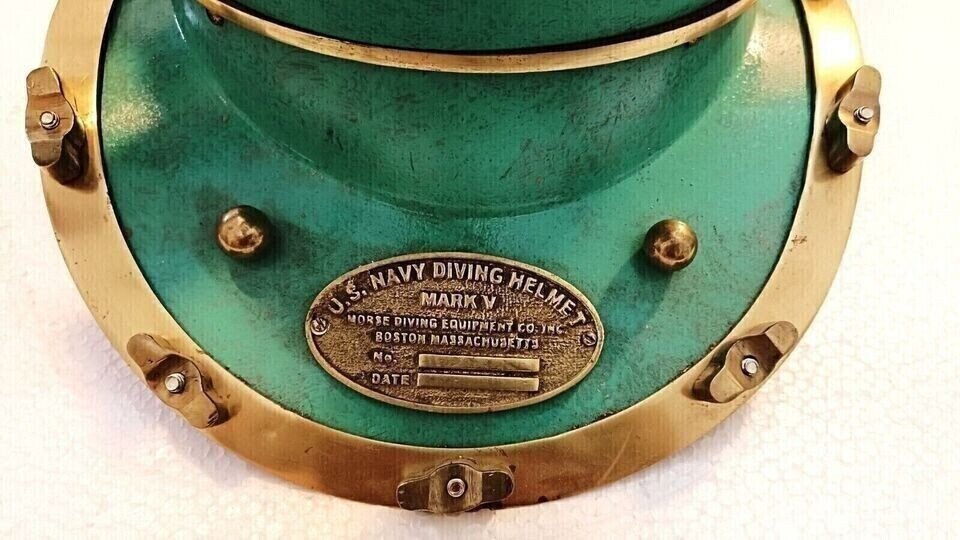 U.S. NAVY DIVING HELMET
MARK V
MORSE DIVING EQUIPMENT CO. INC.
BOSTON MASSACHUSETTS
No.
DATE